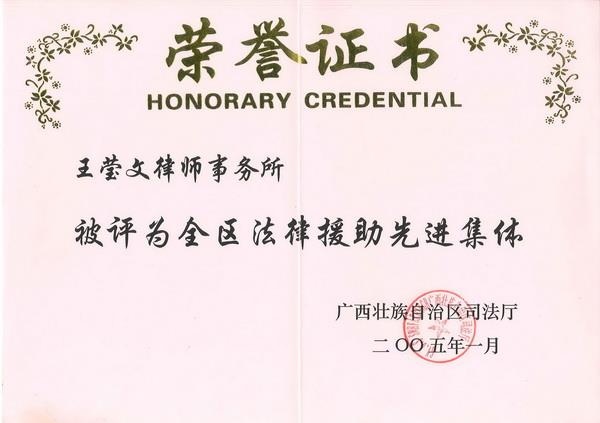 荣誉证书
HONORARY CREDENTIAL
王莹文律师事务所
被评为全区法律援助先进集体
广西壮族自治区司法厅
二〇〇五年一月